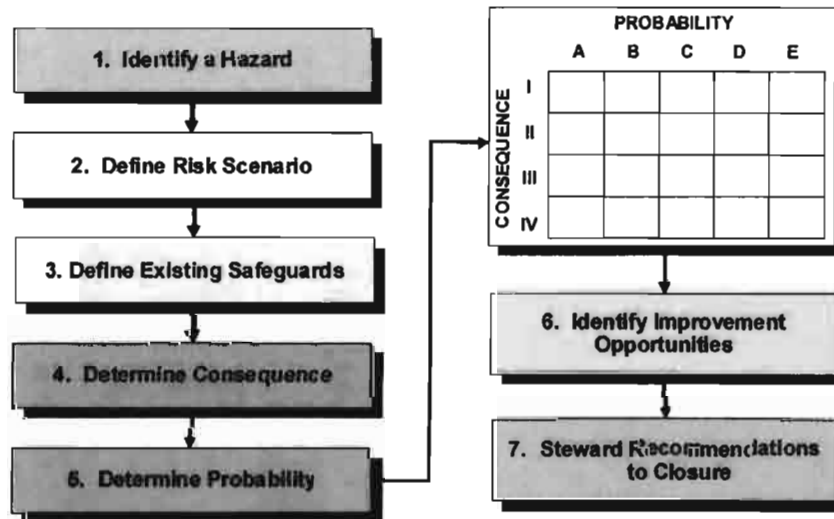 1. Identify a Hazard
2. Define Risk Scenario
3. Define Existing Safeguards
4. Determine Consequence
5. Determine Probability
PROBABILITY
A B C D E
CONSEQUENCE
I
II
III
IV
6. Identify Improvement
Opportunities
7. Steward Recommendations
to Closure